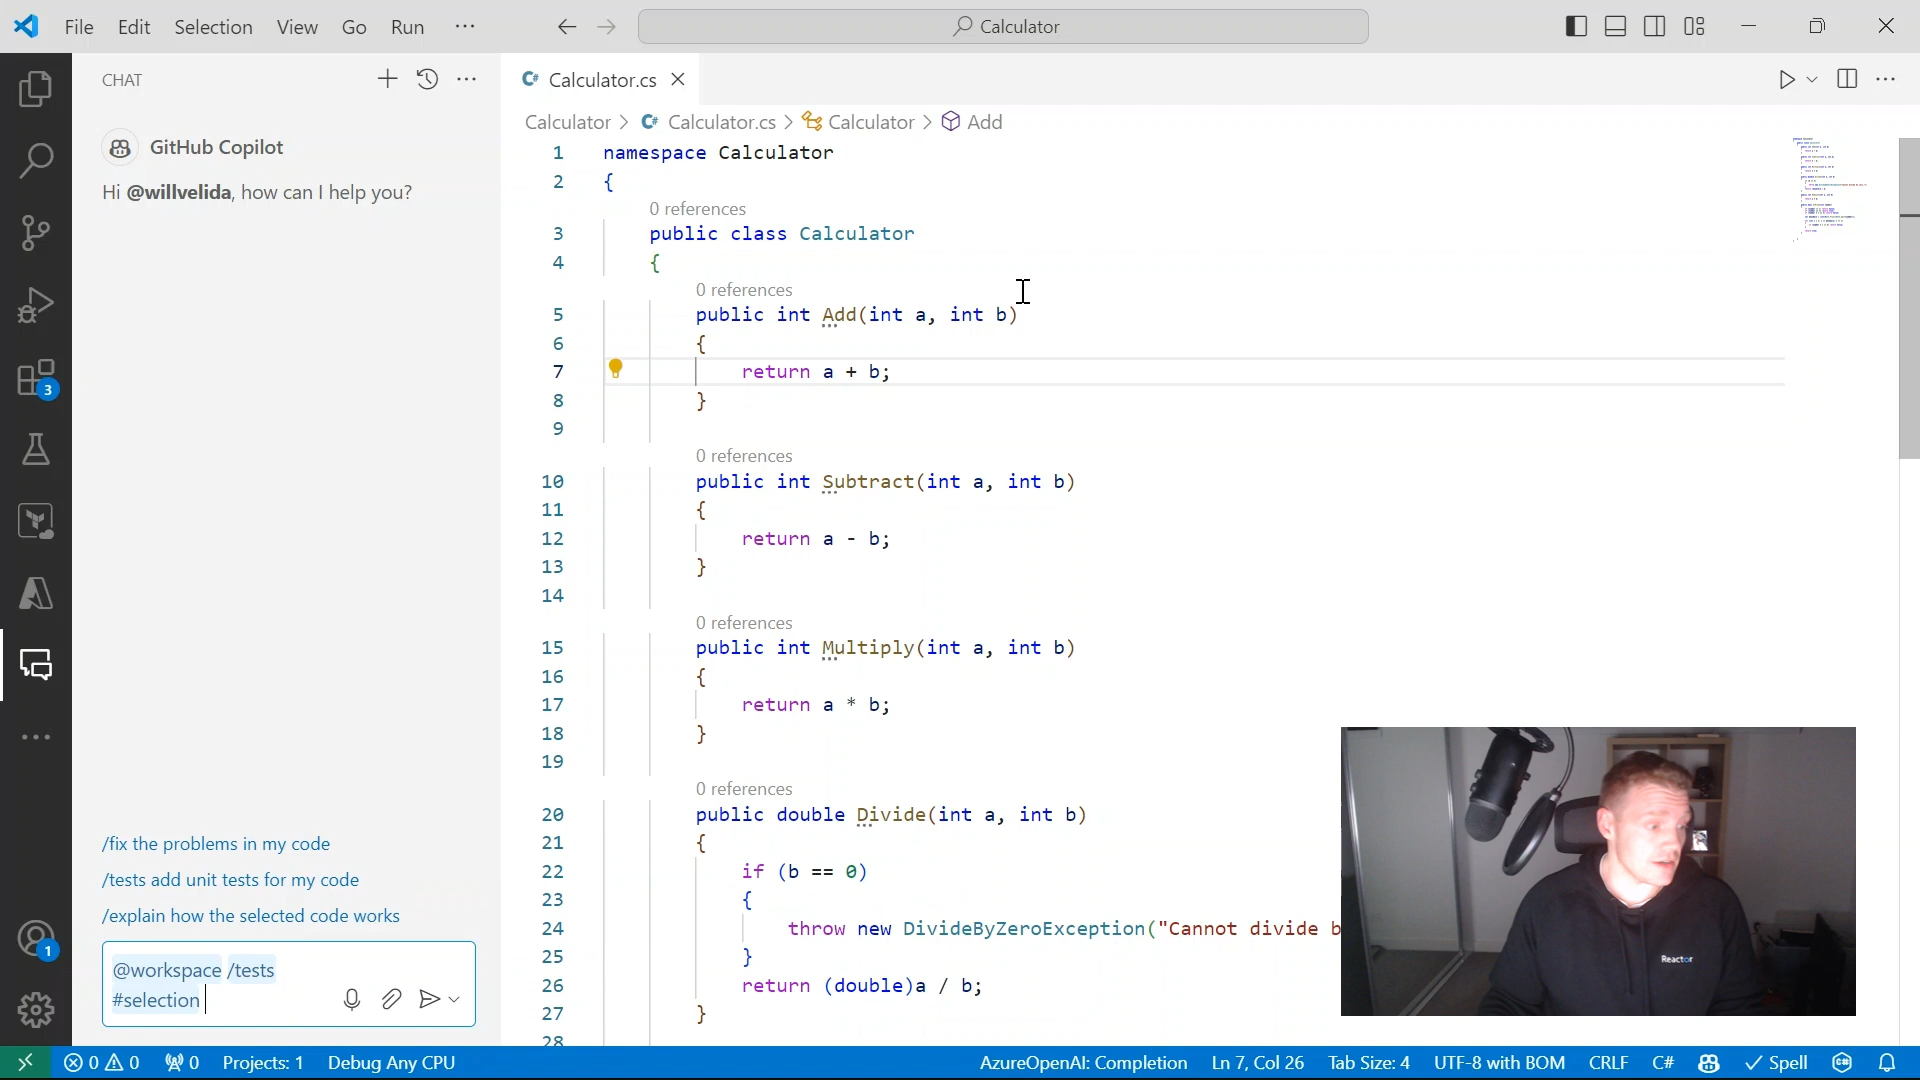 File Edit Selection View Go Run ···
Calculator
CHAT
GitHub Copilot
Hi @willvelida, how can I help you?
/fix the problems in my code
/tests add unit tests for my code
/explain how the selected code works
@workspace /tests
#selection
3
1
C# Calculator.cs
Calculator > C# Calculator.cs > Calculator > Add
1 namespace Calculator
2 {
0 references
3 public class Calculator
4 {
0 references
5 public int Add(int a, int b)
6 {
7 return a + b;
8 }
9
0 references
10 public int Subtract(int a, int b)
11 {
12 return a - b;
13 }
14
0 references
15 public int Multiply(int a, int b)
16 {
17 return a * b;
18 }
19
0 references
20 public double Divide(int a, int b)
21 {
22 if (b == 0)
23 {
24 throw new DivideByZeroException("Cannot divide b
25 }
26 return (double)a / b;
27 }
28
Reactor
0 0 0 Projects: 1 Debug Any CPU AzureOpenAI: Completion Ln 7, Col 26 Tab Size: 4 UTF-8 with BOM CRLF C# Spell